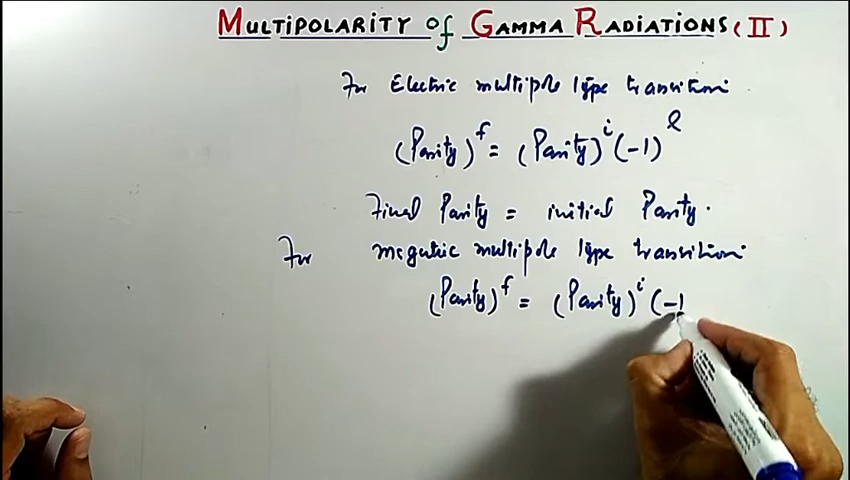 MULTIPOLARITY of GAMMA RADIATIONS (II)
For Electric multipole type transition
(Parity)^f = (Parity)^i (-1)^l
Final Parity = initial Parity.
For magnetic multipole type transition
(Parity)^f = (Parity)^i (-1